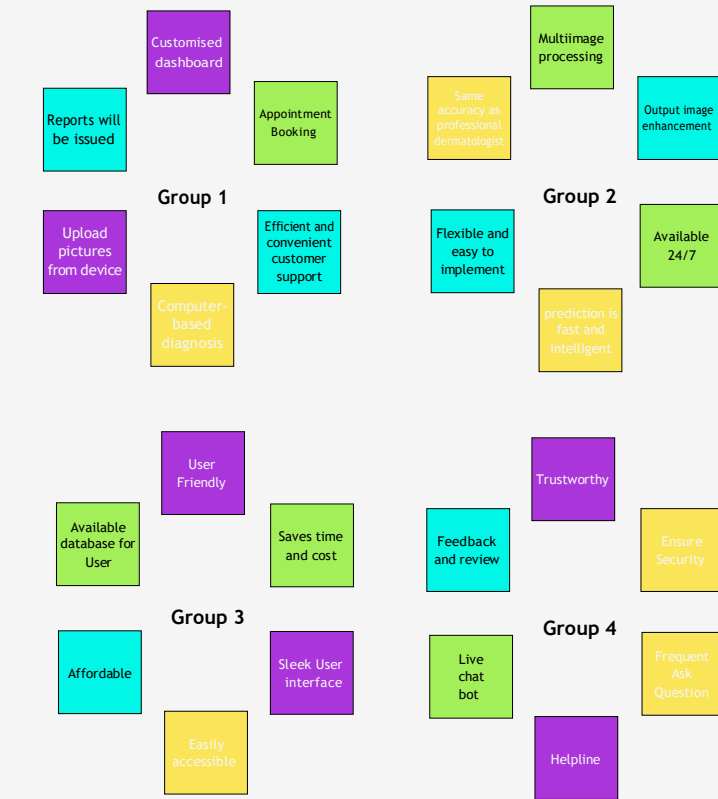 Customised
dashboard
Reports will
be issued
Appointment
Booking
Group 1
Upload
pictures
from device
Efficient and
convenient
customer
support
Computer-
based
diagnosis
Multiimage
processing
Same
accuracy as
professional
dermatologist
Output image
enhancement
Group 2
Flexible and
easy to
implement
Available
24/7
prediction is
fast and
intelligent
User
Friendly
Available
database for
User
Saves time
and cost
Group 3
Affordable
Sleek User
interface
Easily
accessible
Trustworthy
Feedback
and review
Ensure
Security
Group 4
Live
chat
bot
Frequent
Ask
Question
Helpline